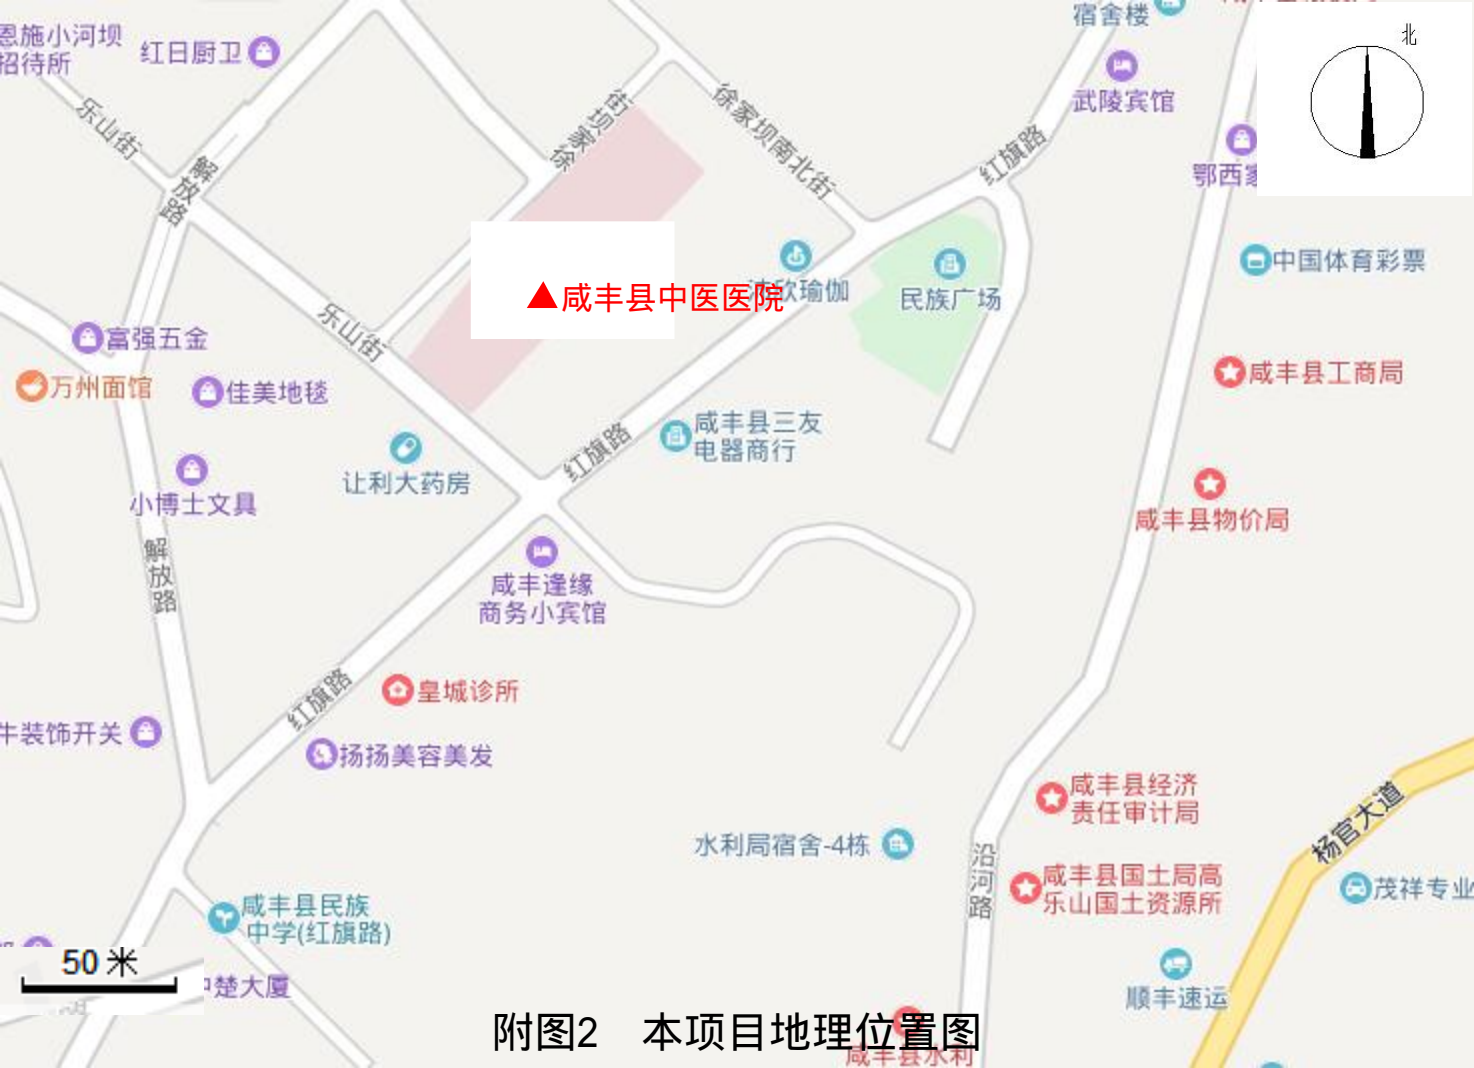 恩施小河坝
招待所
红日厨卫
宿舍楼
北
武陵宾馆
乐山街
徐家坝街
徐家坝南北街
红旗路
解放路
鄂西家
中国体育彩票
民族广场
欣瑜伽
咸丰县中医医院
乐山街
富强五金
万州面馆
佳美地毯
咸丰县工商局
红旗路
咸丰县三友
电器商行
让利大药房
小博士文具
咸丰县物价局
解放路
咸丰逢缘
商务小宾馆
红旗路
皇城诊所
牛装饰开关
扬扬美容美发
咸丰县经济
责任审计局
杨官大道
水利局宿舍-4栋
沿河路
咸丰县国土局高
乐山国土资源所
茂祥专业
咸丰县民族
中学(红旗路)
50米
中楚大厦
顺丰速运
附图2 本项目地理位置图
咸丰县水利